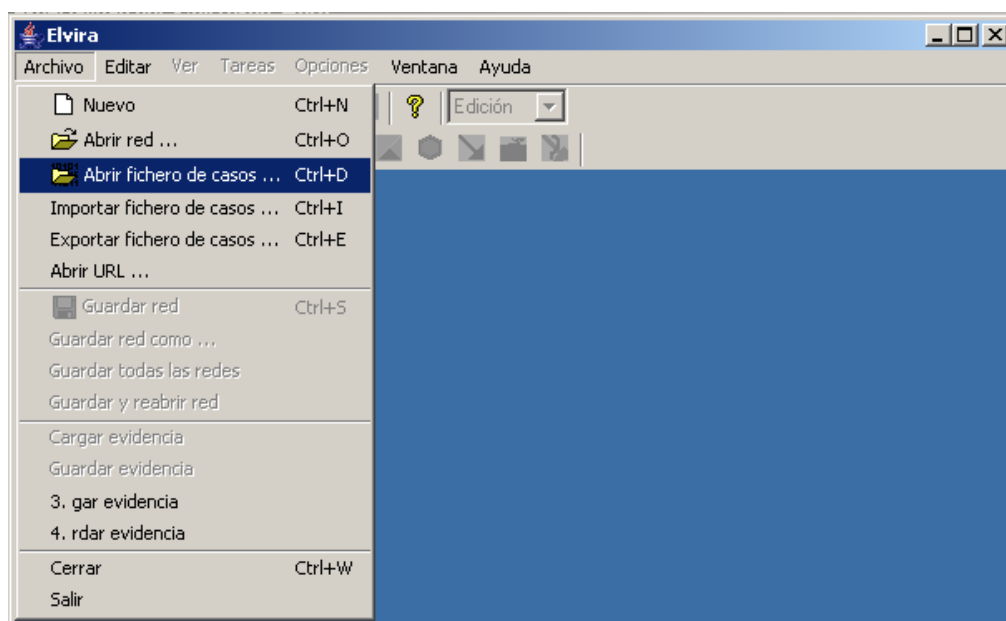 Elvira
Archivo Editar Ver Tareas Opciones Ventana Ayuda
Nuevo Ctrl+N
Edición
Abrir red ... Ctrl+O
Abrir fichero de casos ... Ctrl+D
Importar fichero de casos ... Ctrl+I
Exportar fichero de casos ... Ctrl+E
Abrir URL ...
Guardar red Ctrl+S
Guardar red como ...
Guardar todas las redes
Guardar y reabrir red
Cargar evidencia
Guardar evidencia
3. gar evidencia
4. rdar evidencia
Cerrar Ctrl+W
Salir